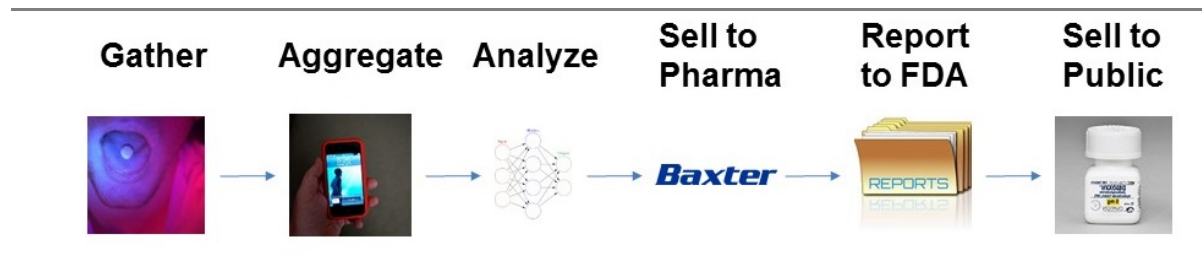 Gather
Aggregate
Analyze
Sell to
Pharma
Report
to FDA
Sell to
Public
Baxter
REPORTS